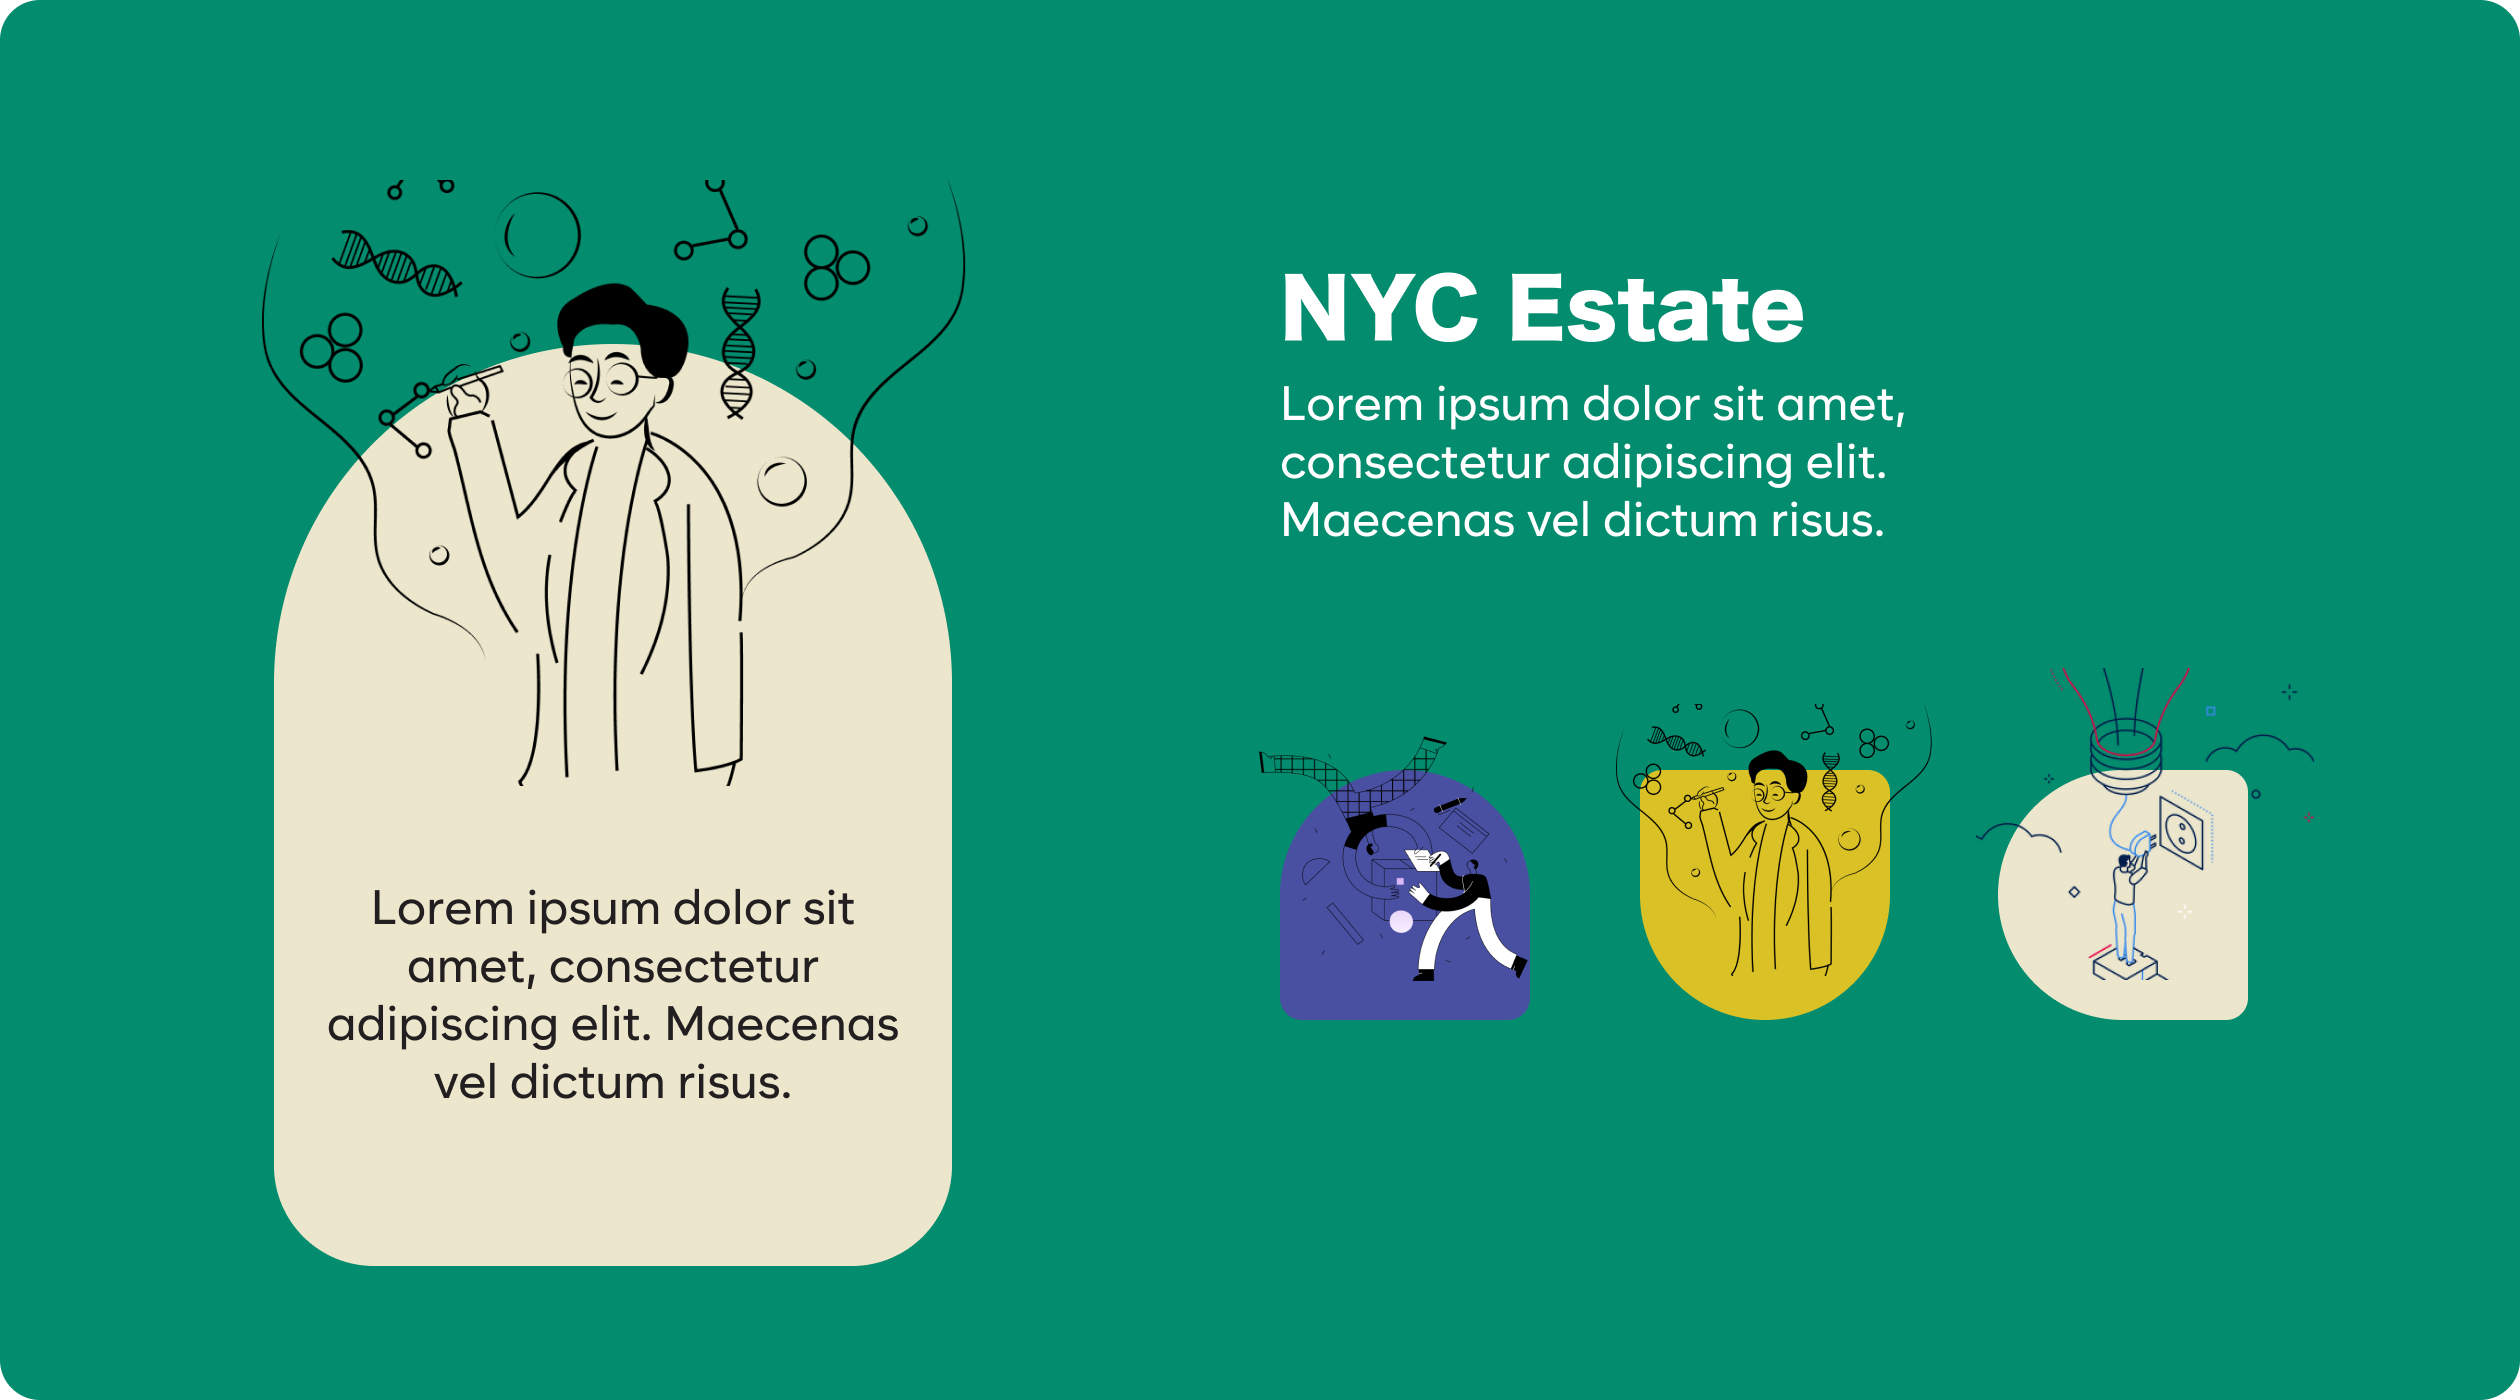 NYC Estate
Lorem ipsum dolor sit amet,
consectetur adipiscing elit.
Maecenas vel dictum risus.
Lorem ipsum dolor sit
amet, consectetur
adipiscing elit. Maecenas
vel dictum risus.